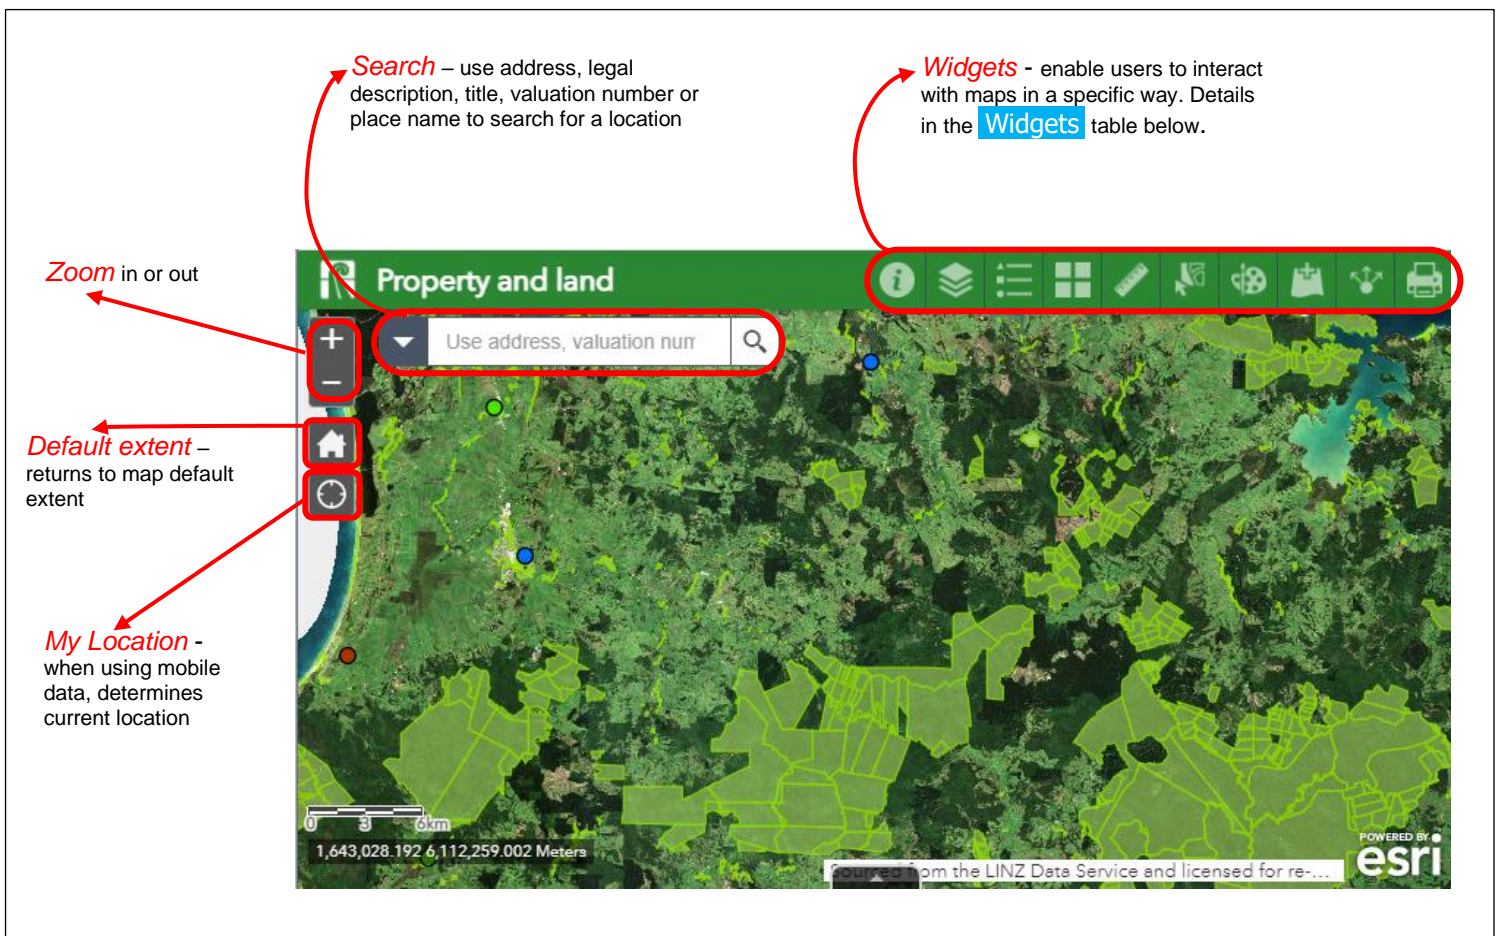 Search – use address, legal
description, title, valuation number or
place name to search for a location
Widgets - enable users to interact
with maps in a specific way. Details
in the Widgets table below.
Zoom in or out
Property and land
Use address, valuation num
Default extent –
returns to map default
extent
My Location -
when using mobile
data, determines
current location
0 3 6km
1,643,028.192 6,112,259.002 Meters
POWERED BY
esri
Sourced from the LINZ Data Service and licensed for re-...